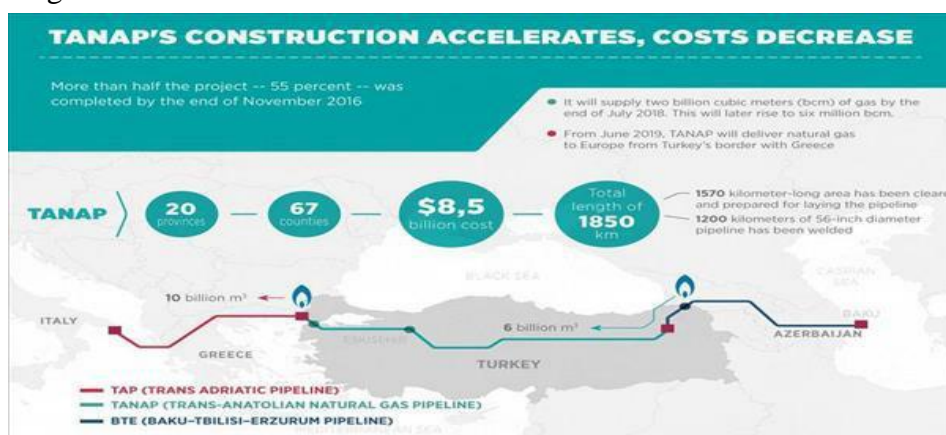 TANAP'S CONSTRUCTION ACCELERATES, COSTS DECREASE
More than half the project -- 55 percent -- was
completed by the end of November 2016
It will supply two billion cubic meters (bcm) of gas by the
end of July 2018. This will later rise to six million bcm.
From June 2019, TANAP will deliver natural gas
to Europe from Turkey's border with Greece
TANAP
20
provinces
67
counties
$8,5
billion cost
Total
length of
1850
km
1570 kilometer-long area has been cleare
and prepared for laying the pipeline
1200 kilometers of 56-inch diameter
pipeline has been welded
BLACK SEA
CASPIAN
SEA
10 billion m³
6 billion m³
ITALY
GREECE
ESKISEHIR
TURKEY
BAKU
AZERBAIJAN
TAP (TRANS ADRIATIC PIPELINE)
TANAP (TRANS-ANATOLIAN NATURAL GAS PIPELINE)
BTE (BAKU-TBILISI-ERZURUM PIPELINE)
MEDITERRANEAN SEA